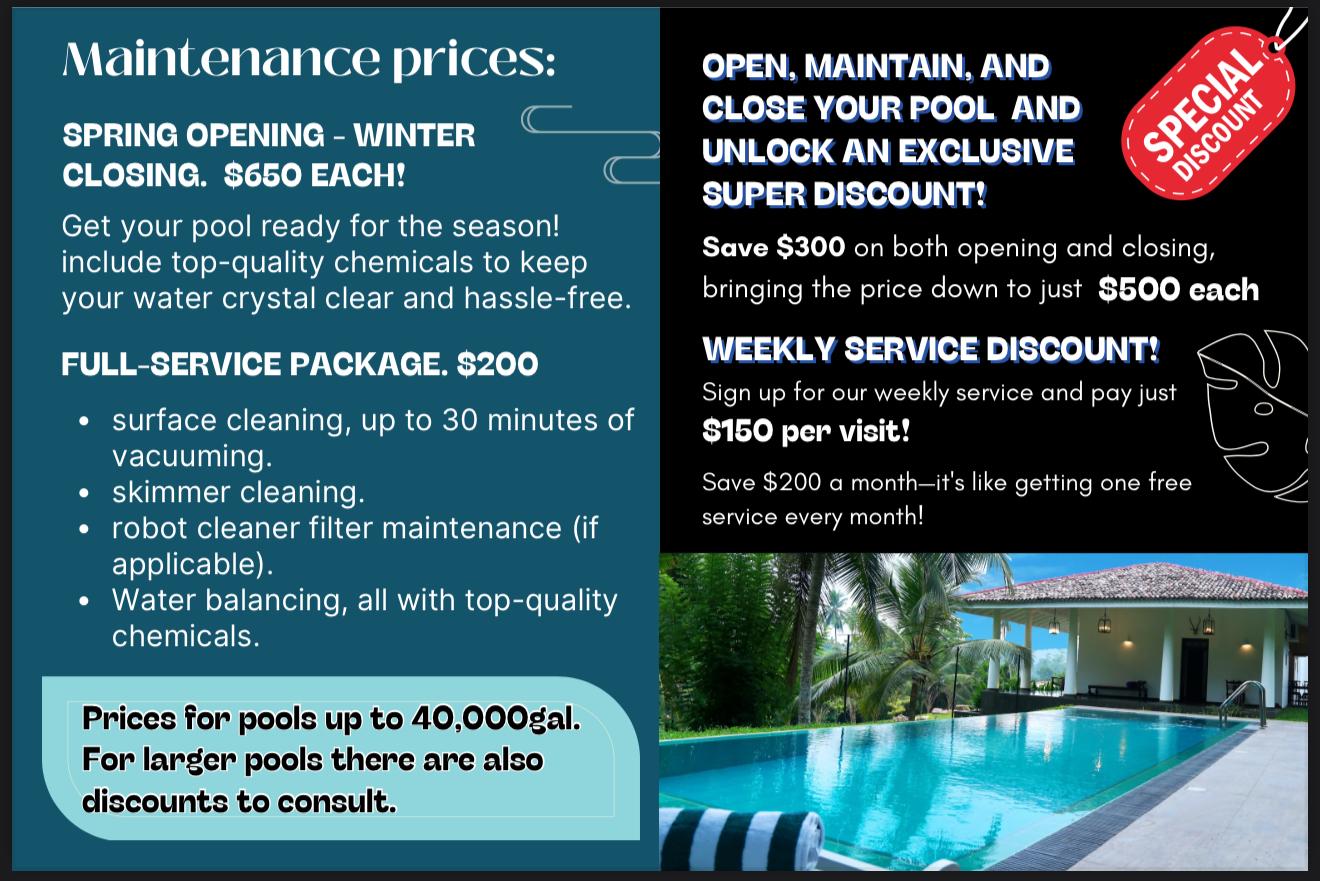 Maintenance prices:
SPRING OPENING - WINTER
CLOSING. $650 EACH!
Get your pool ready for the season!
include top-quality chemicals to keep
your water crystal clear and hassle-free.
FULL-SERVICE PACKAGE. $200
• surface cleaning, up to 30 minutes of
vacuuming.
• skimmer cleaning.
• robot cleaner filter maintenance (if
applicable).
• Water balancing, all with top-quality
chemicals.
Prices for pools up to 40,000gal.
For larger pools there are also
discounts to consult.
OPEN, MAINTAIN, AND
CLOSE YOUR POOL AND
UNLOCK AN EXCLUSIVE
SUPER DISCOUNT!
SPECIAL
DISCOUNT
Save $300 on both opening and closing,
bringing the price down to just $500 each
WEEKLY SERVICE DISCOUNT!
Sign up for our weekly service and pay just
$150 per visit!
Save $200 a month—it's like getting one free
service every month!